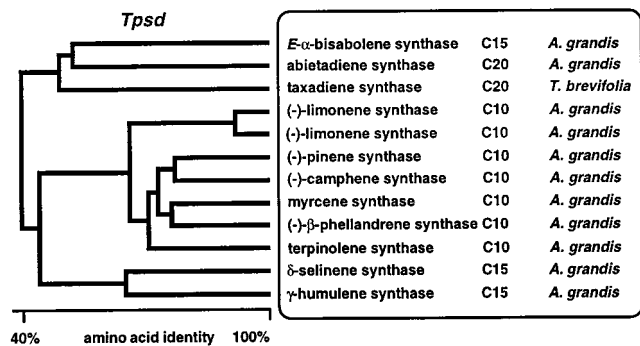 Tpsd
E-α-bisabolene synthase C15 A. grandis
abietadiene synthase C20 A. grandis
taxadiene synthase C20 T. brevifolia
(-)-limonene synthase C10 A. grandis
(-)-limonene synthase C10 A. grandis
(-)-pinene synthase C10 A. grandis
(-)-camphene synthase C10 A. grandis
myrcene synthase C10 A. grandis
(-)-β-phellandrene synthase C10 A. grandis
terpinolene synthase C10 A. grandis
δ-selinene synthase C15 A. grandis
γ-humulene synthase C15 A. grandis
40% amino acid identity 100%